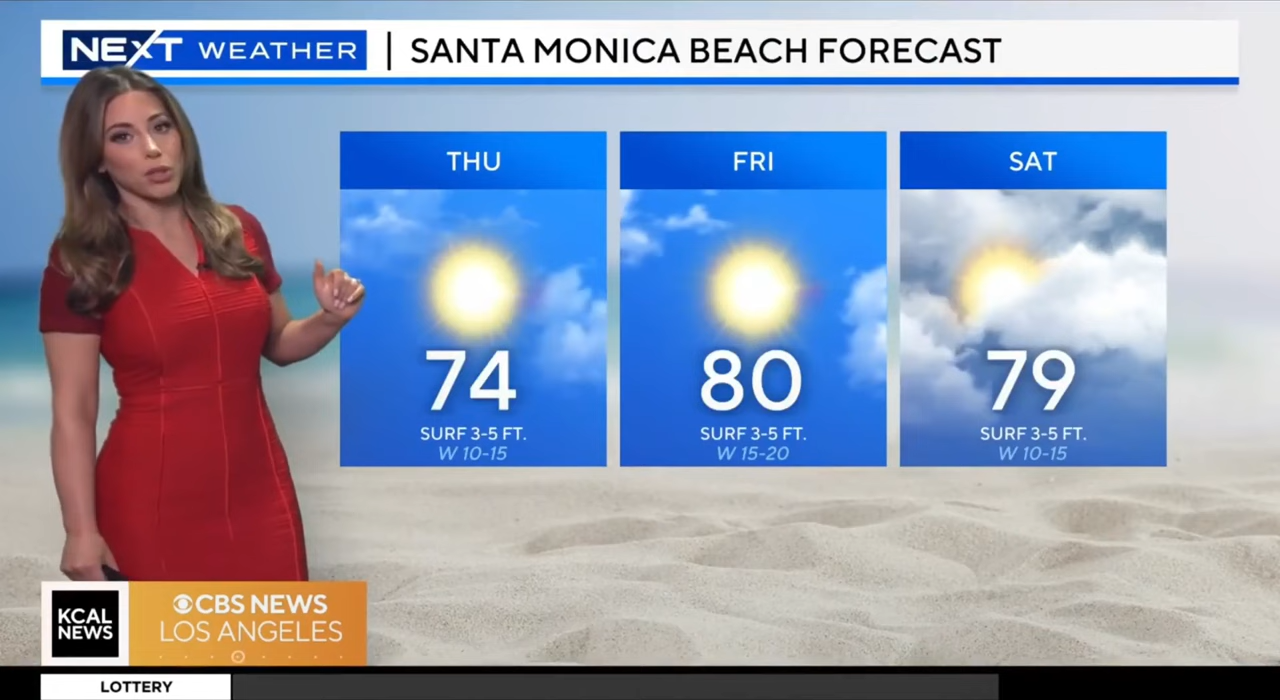 NEXT WEATHER | SANTA MONICA BEACH FORECAST
THU
74
SURF 3-5 FT.
W 10-15
FRI
80
SURF 3-5 FT.
W 15-20
SAT
79
SURF 3-5 FT.
W 10-15
KCAL
NEWS
CBS NEWS
LOS ANGELES
LOTTERY